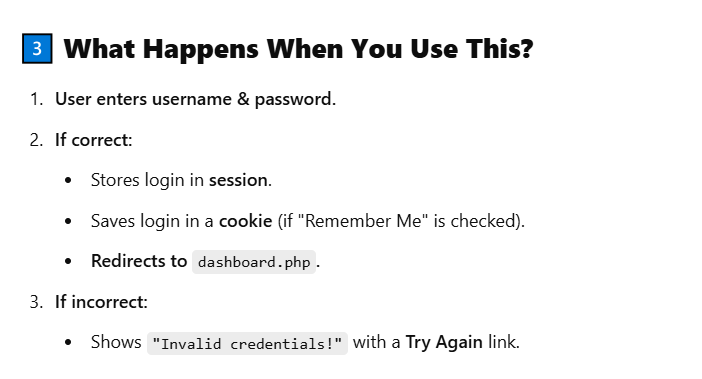 3 What Happens When You Use This?
1. User enters username & password.
2. If correct:
• Stores login in session.
• Saves login in a cookie (if "Remember Me" is checked).
• Redirects to dashboard.php.
3. If incorrect:
• Shows "Invalid credentials!" with a Try Again link.